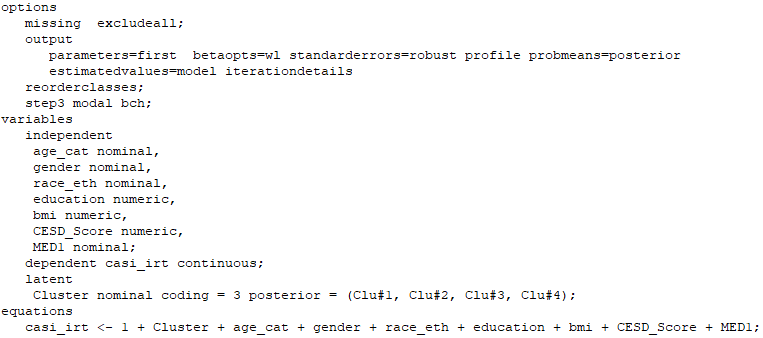 options
missing excludeall;
output
parameters=first betaopts=wl standarderrors=robust profile probmeans=posterior
estimatedvalues=model iterationdetails
reorderclasses;
step3 modal bch;
variables
independent
age_cat nominal,
gender nominal,
race_eth nominal,
education numeric,
bmi numeric,
CESD_Score numeric,
MED1 nominal;
dependent casi_irt continuous;
latent
Cluster nominal coding = 3 posterior = (Clu#1, Clu#2, Clu#3, Clu#4);
equations
casi_irt <- 1 + Cluster + age_cat + gender + race_eth + education + bmi + CESD_Score + MED1;